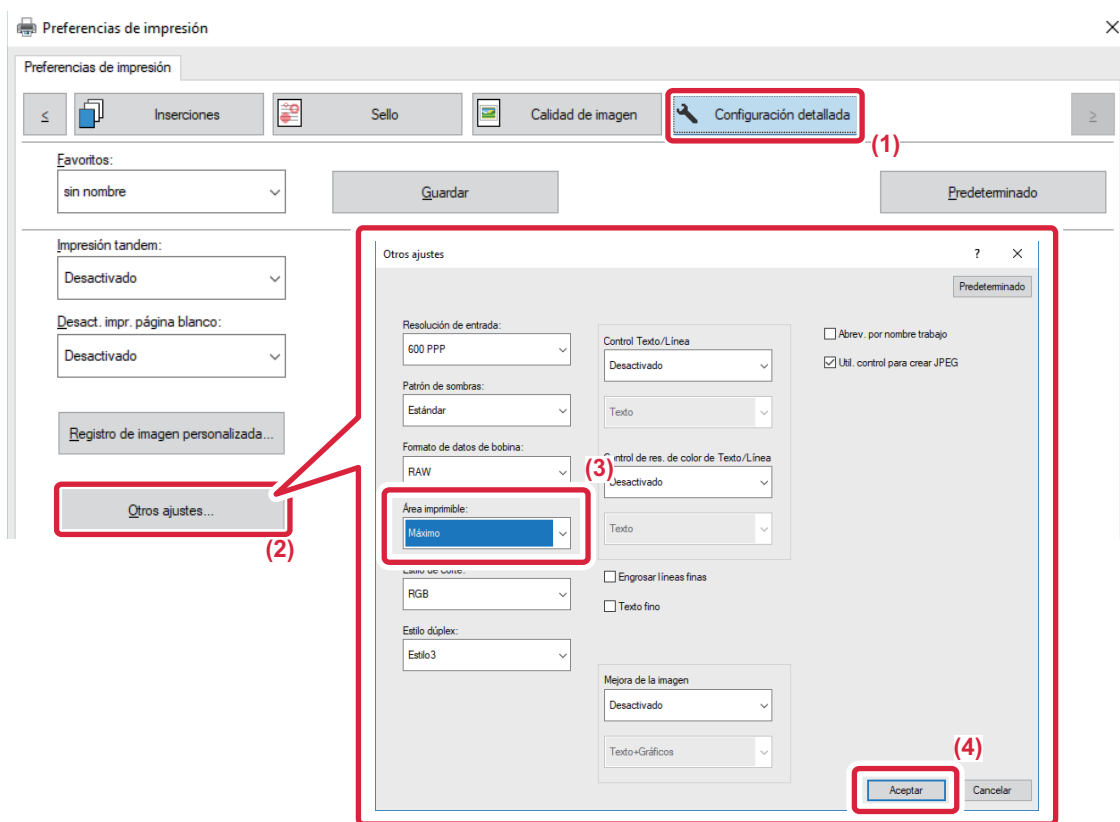 Preferencias de impresión
Preferencias de impresión
≤
Inserciones
Sello
Calidad de imagen
Configuración detallada
≥
(1)
Favoritos:
sin nombre
Guardar
Predeterminado
Impresión tandem:
Desactivado
Desact. impr. página blanco:
Desactivado
Registro de imagen personalizada...
Otros ajustes...
(2)
Otros ajustes
?
Predeterminado
Resolución de entrada:
600 PPP
Patrón de sombras:
Estándar
Formato de datos de bobina:
RAW
(3)
Área imprimible:
Máximo
Estilo de corte:
RGB
Estilo dúplex:
Estilo3
Control Texto/Línea
Desactivado
Texto
Control de res. de color de Texto/Línea
Desactivado
Texto
Engrosar líneas finas
Texto fino
Mejora de la imagen
Desactivado
Texto+Gráficos
Abrev. por nombre trabajo
Util. control para crear JPEG
(4)
Aceptar
Cancelar